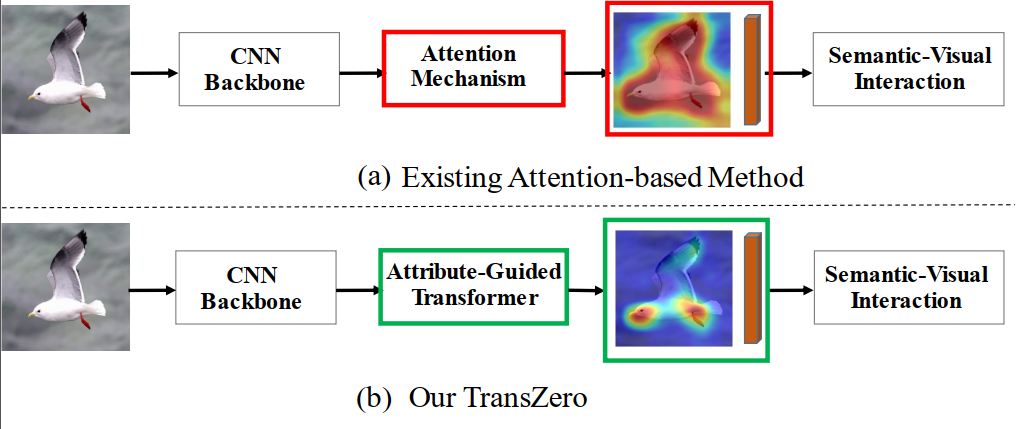 CNN
Backbone
Attention
Mechanism
Semantic-Visual
Interaction
(a) Existing Attention-based Method
CNN
Backbone
Attribute-Guided
Transformer
Semantic-Visual
Interaction
(b) Our TransZero